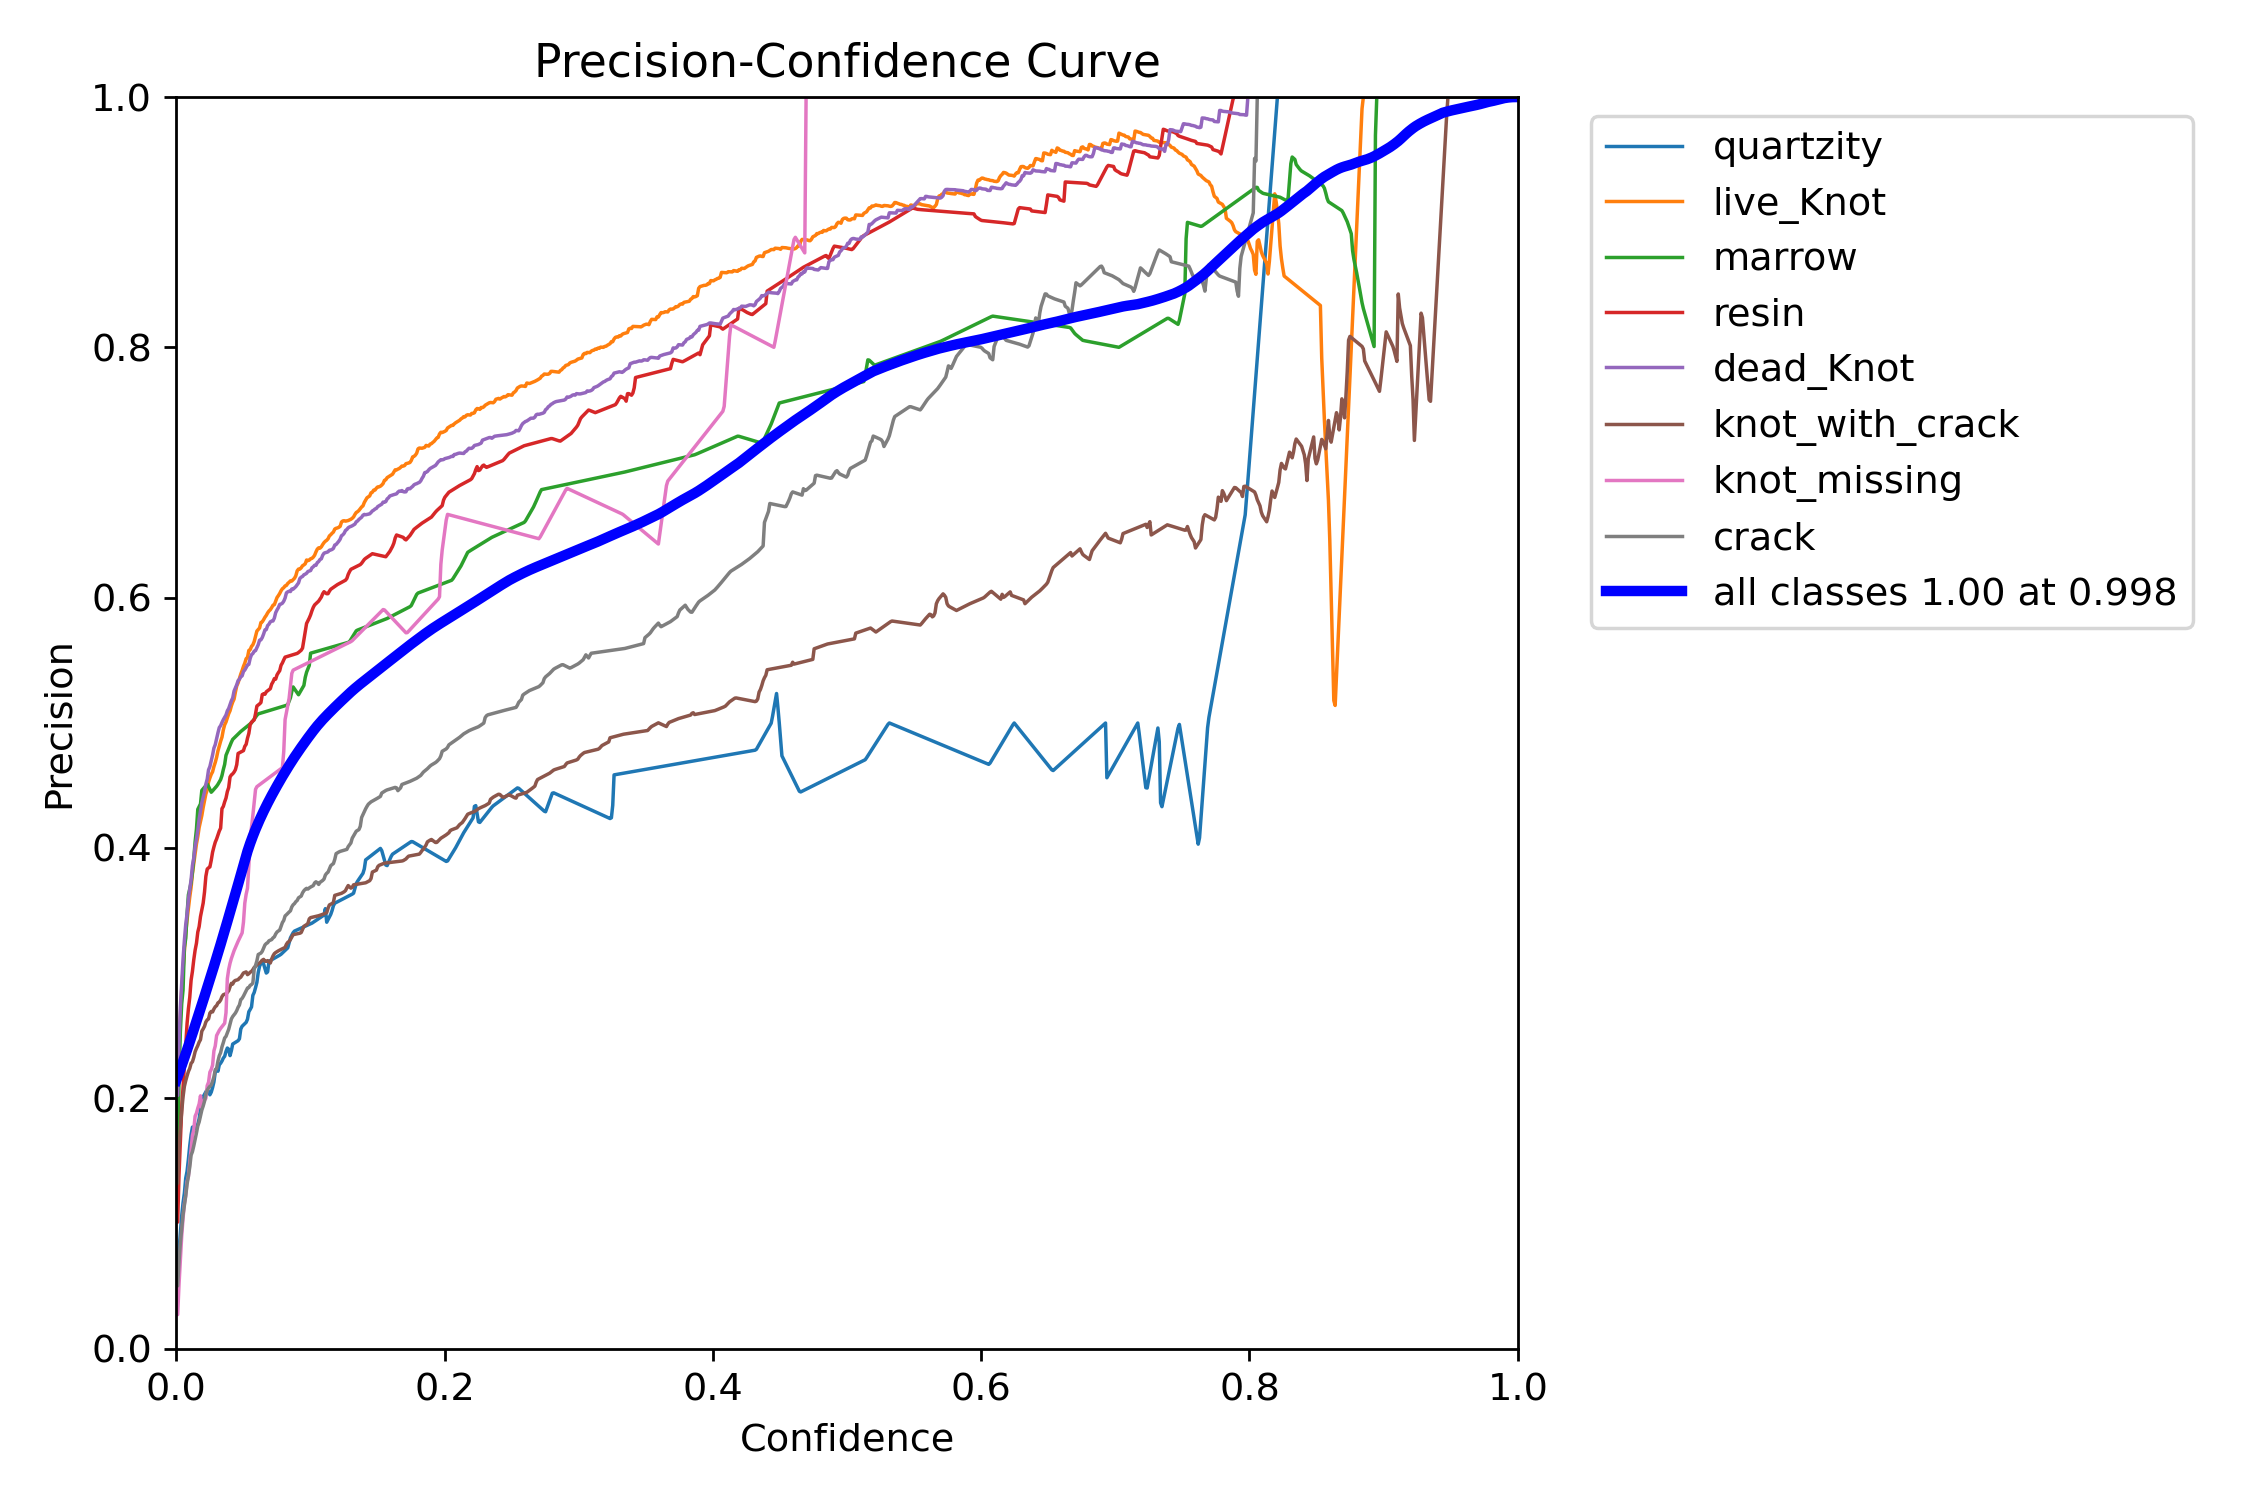 Precision-Confidence Curve
1.0
0.8
0.6
0.4
0.2
0.0
Precision
0.0 0.2 0.4 0.6 0.8 1.0
Confidence
quartzity
live_Knot
marrow
resin
dead_Knot
knot_with_crack
knot_missing
crack
all classes 1.00 at 0.998